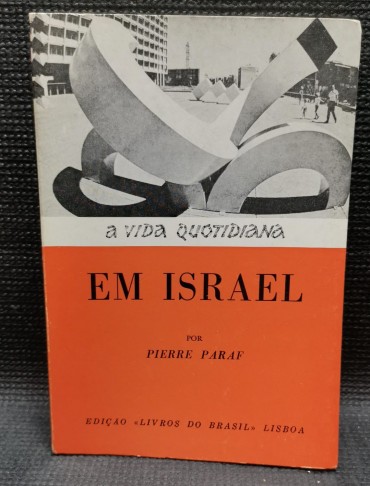 A VIDA QUOTIDIANA
EM ISRAEL
POR
PIERRE PARAF
EDIÇÃO «LIVROS DO BRASIL» LISBOA